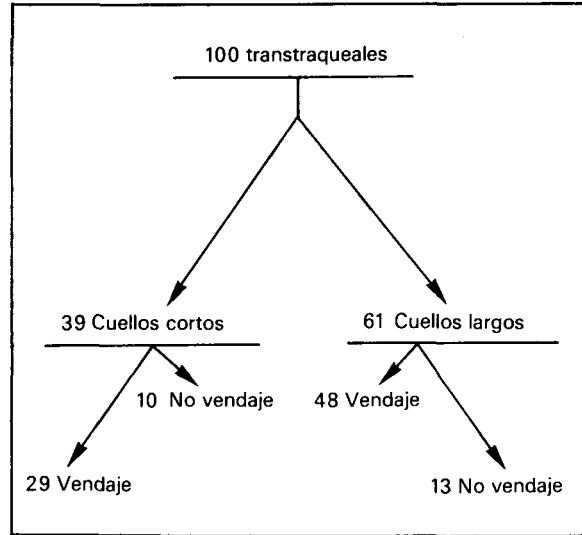 100 transtraqueales
39 Cuellos cortos
61 Cuellos largos
10 No vendaje
48 Vendaje
29 Vendaje
13 No vendaje